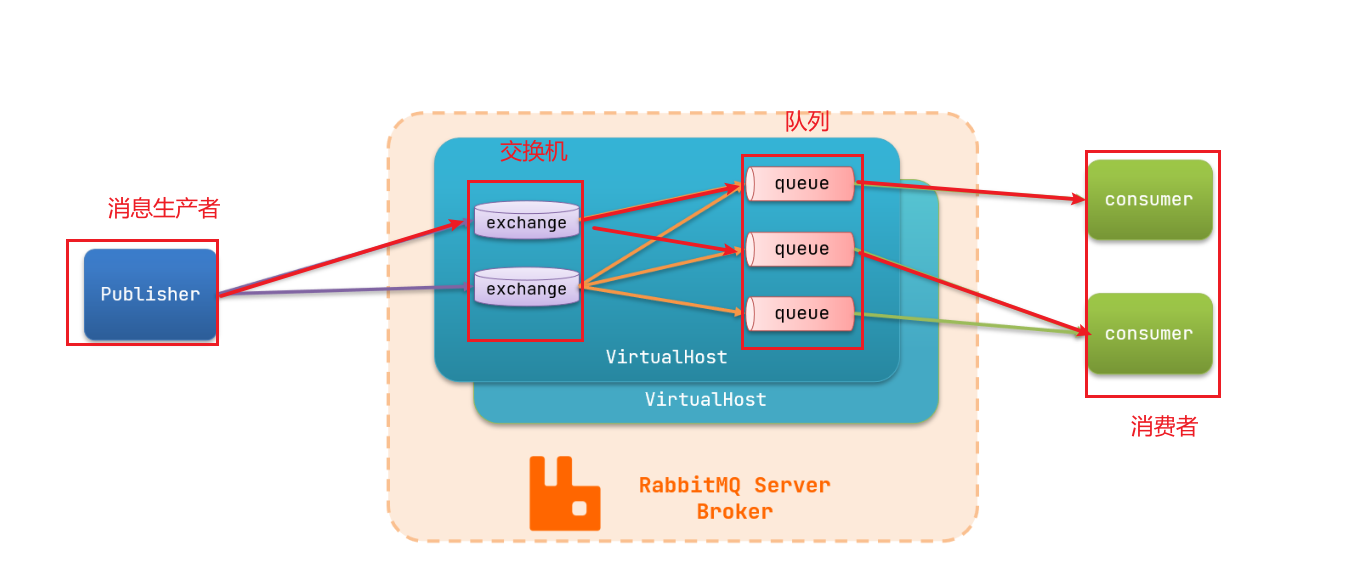 消息生产者
Publisher
交换机
exchange
exchange
队列
queue
queue
queue
VirtualHost
VirtualHost
RabbitMQ Server
Broker
consumer
consumer
消费者